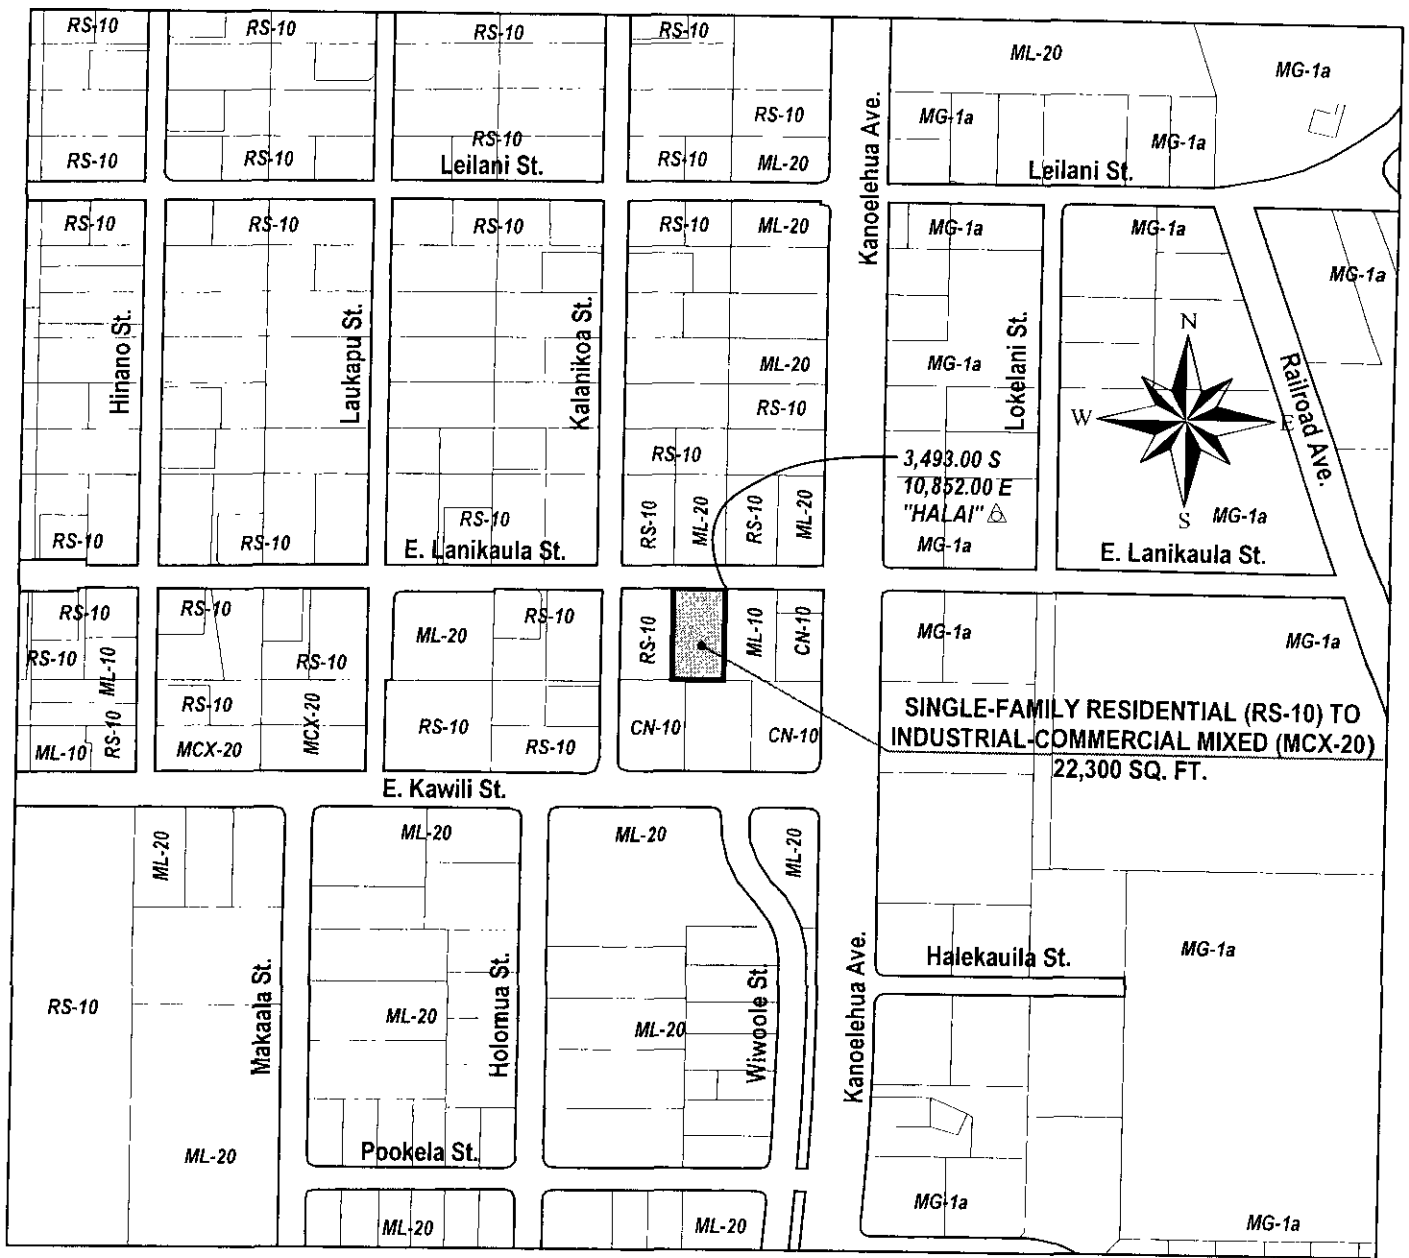 RS-10 RS-10 RS-10 RS-10 ML-20 MG-1a
RS-10 MG-1a
RS-10 RS-10 RS-10 RS-10 ML-20 MG-1a
Leilani St. Leilani St.
Kanoelehua Ave.
RS-10 RS-10 RS-10 RS-10 ML-20 MG-1a MG-1a
MG-1a
Hinano St.
Laukapu St.
Kalanikoa St.
Lokelani St.
Railroad Ave.
N
W E
S
ML-20 MG-1a
RS-10
RS-10
3,493.00 S
10,852.00 E
"HALAI"
RS-10 ML-20 RS-10 ML-20
RS-10 RS-10 RS-10 MG-1a MG-1a
E. Lanikaula St. E. Lanikaula St.
RS-10 RS-10 ML-20 RS-10 RS-10 ML-10 CN-10 MG-1a MG-1a
RS-10 ML-10 RS-10
RS-10 RS-10 MCX-20 RS-10 RS-10 CN-10 CN-10
ML-10 MCX-20
SINGLE-FAMILY RESIDENTIAL (RS-10) TO
INDUSTRIAL-COMMERCIAL MIXED (MCX-20)
22,300 SQ. FT.
E. Kawili St.
ML-20 ML-20 ML-20 ML-20
Makaala St.
Holomua St.
Wiwoole St.
Kanoelehua Ave.
Halekauila St.
MG-1a
RS-10 ML-20 ML-20
Pookela St.
ML-20
ML-20 ML-20 MG-1a MG-1a